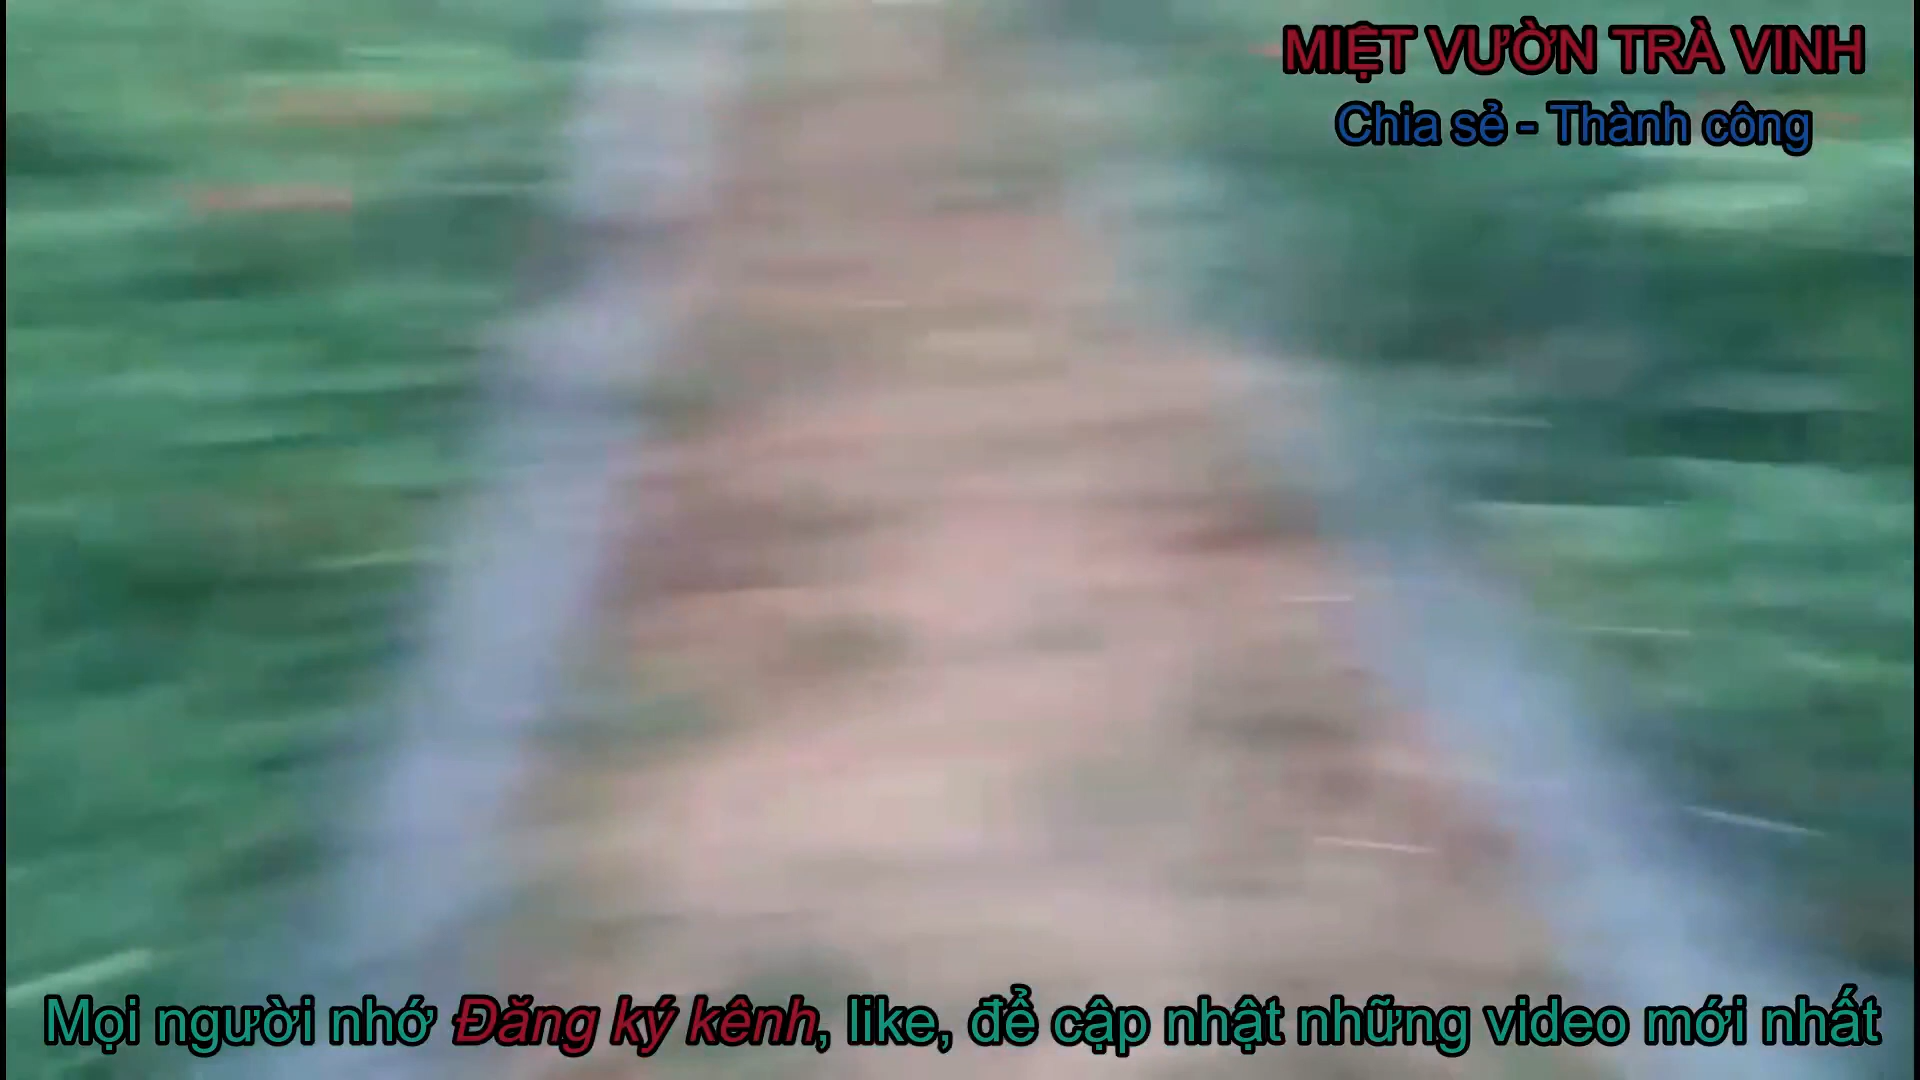 MIỆT VƯỜN TRÀ VINH
Chia sẻ - Thành công
Mọi người nhớ Đăng ký kênh, like, để cập nhật những video mới nhất